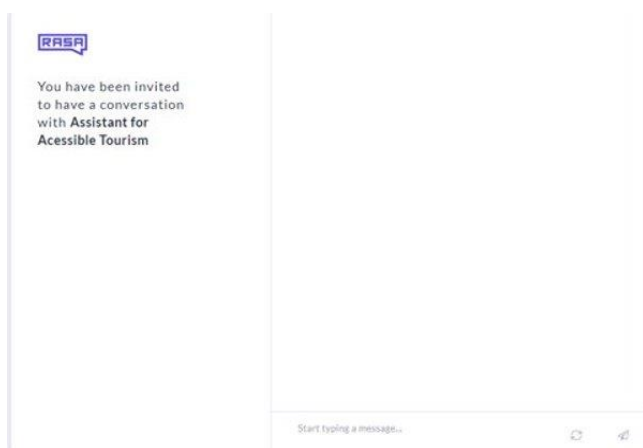 RASA
You have been invited
to have a conversation
with Assistant for
Acessible Tourism
Start typing a message...